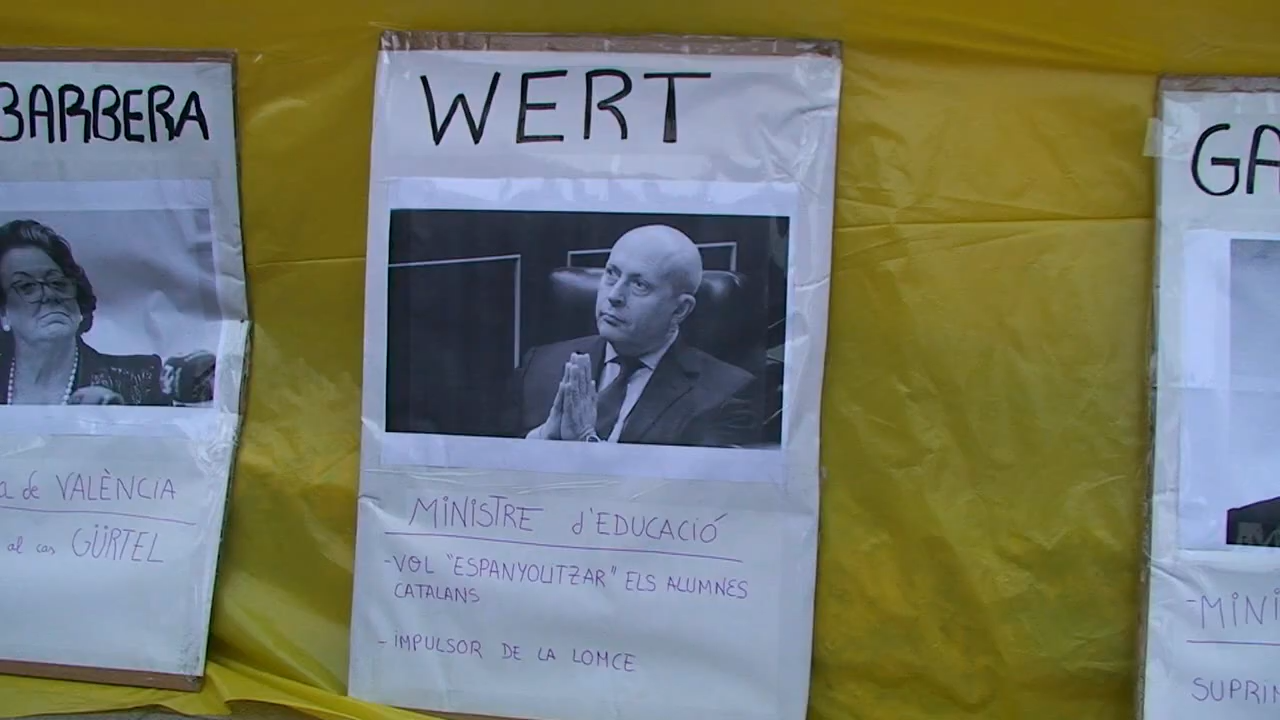 BARBERA
a de VALÈNCIA
al cas GÜRTEL
WERT
MINISTRE d'EDUCACIÓ
- VOL "ESPANYOLITZAR" ELS ALUMNES
CATALANS
- IMPULSOR DE LA LOMCE
GA
- MINI
SUPRIM